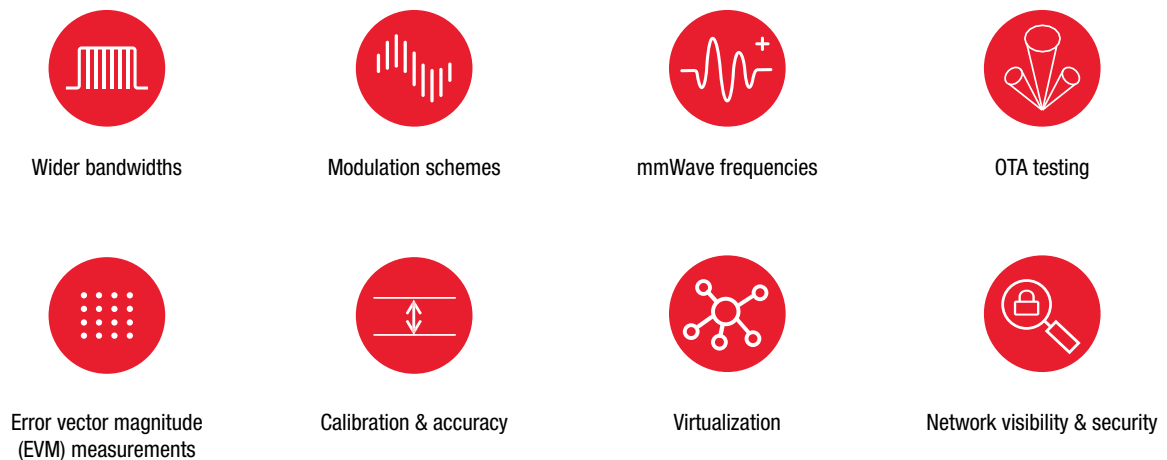 Wider bandwidths
Modulation schemes
mmWave frequencies
OTA testing
Error vector magnitude
(EVM) measurements
Calibration & accuracy
Virtualization
Network visibility & security